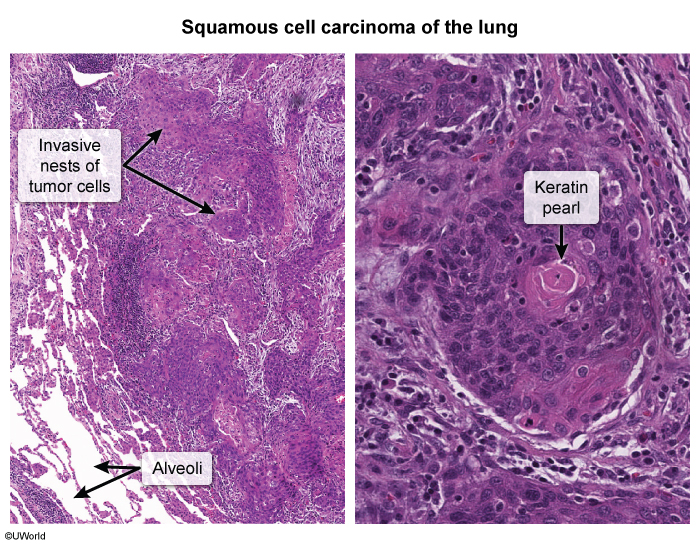 Squamous cell carcinoma of the lung
Invasive
nests of
tumor cells
Keratin
pearl
Alveoli
©UWorld